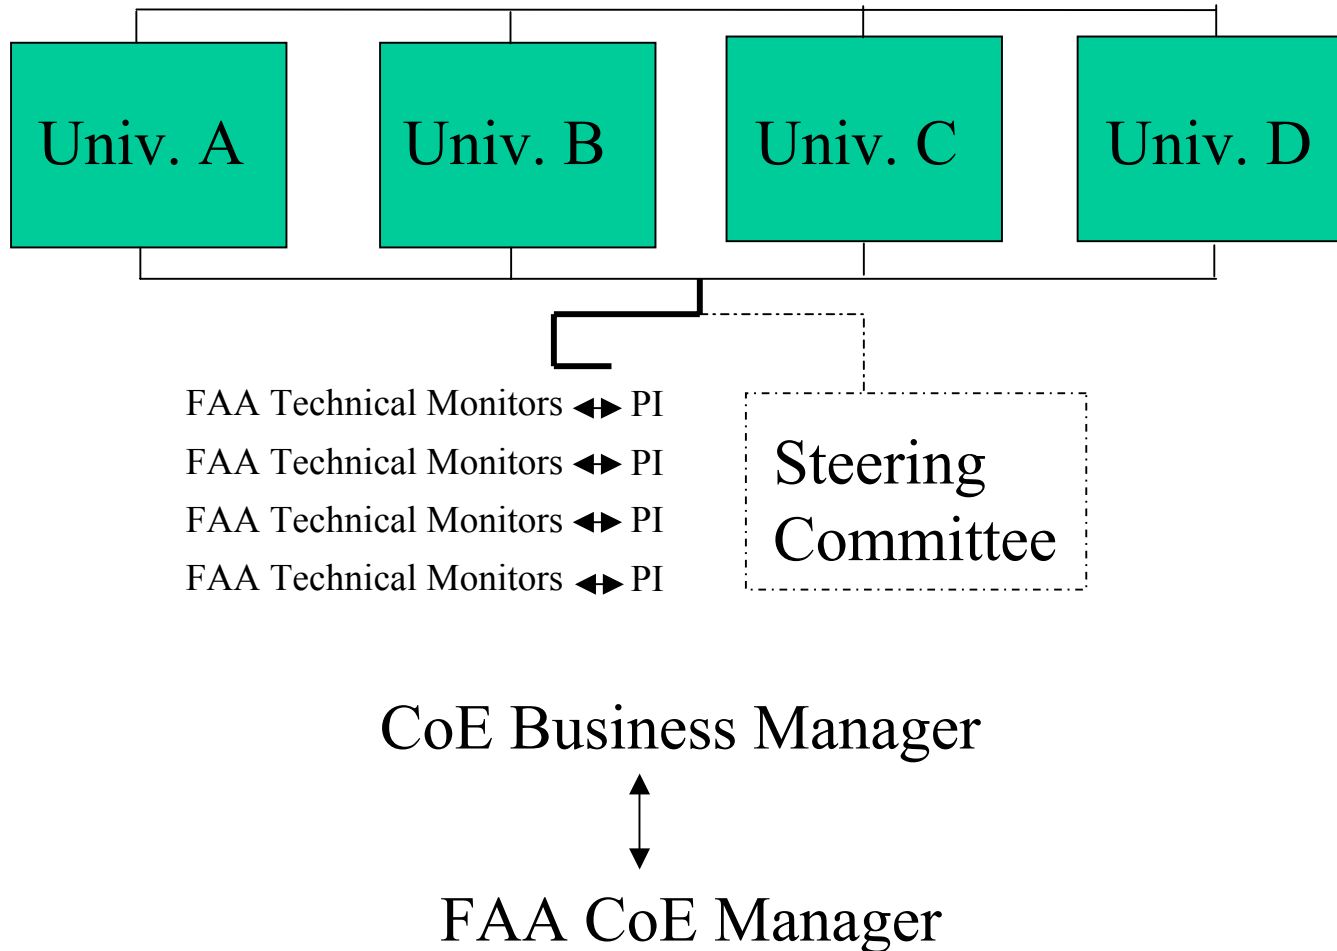 Univ. A
Univ. B
Univ. C
Univ. D
FAA Technical Monitors PI
FAA Technical Monitors PI
FAA Technical Monitors PI
FAA Technical Monitors PI
Steering
Committee
CoE Business Manager
FAA CoE Manager